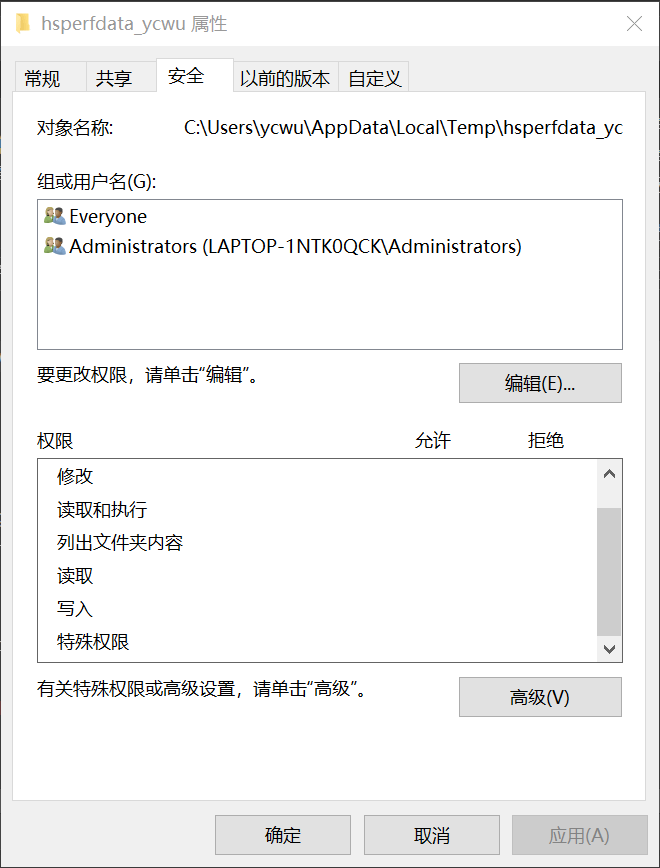 hsperfdata_ycwu 属性
常规 共享 安全 以前的版本 自定义
对象名称: C:\Users\ycwu\AppData\Local\Temp\hsperfdata_yc
组或用户名(G):
Everyone
Administrators (LAPTOP-1NTK0QCK\Administrators)
要更改权限，请单击“编辑”。
编辑(E)...
权限 允许 拒绝
修改
读取和执行
列出文件夹内容
读取
写入
特殊权限
有关特殊权限或高级设置，请单击“高级”。
高级(V)
确定 取消 应用(A)